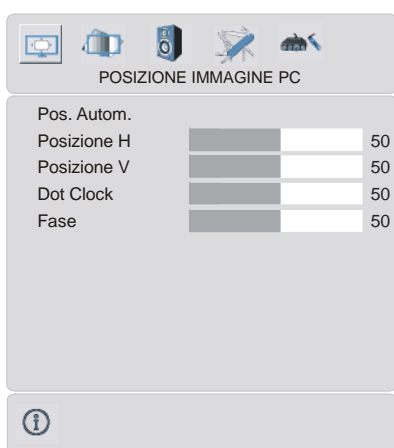 POSIZIONE IMMAGINE PC
Pos. Autom.
Posizione H 50
Posizione V 50
Dot Clock 50
Fase 50